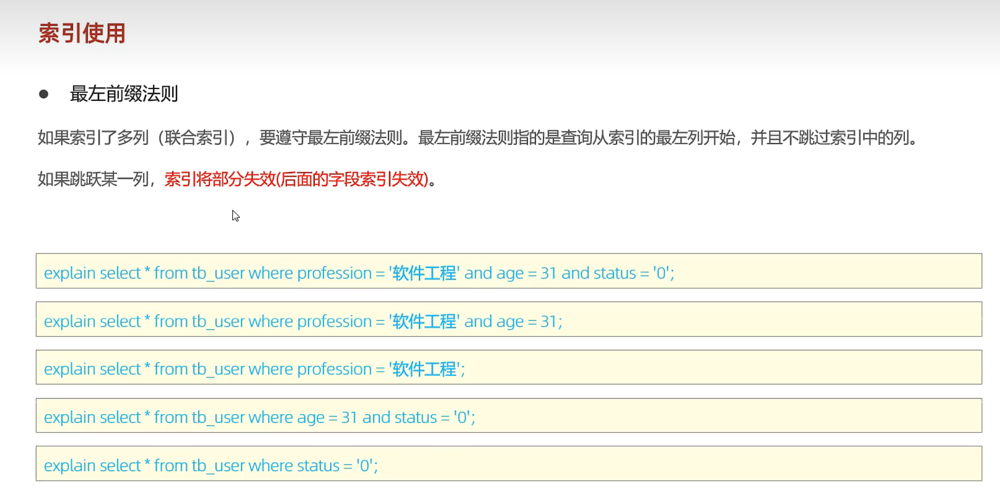 索引使用
● 最左前缀法则
如果索引了多列（联合索引），要遵守最左前缀法则。最左前缀法则指的是查询从索引的最左列开始，并且不跳过索引中的列。
如果跳跃某一列，索引将部分失效(后面的字段索引失效)。
explain select * from tb_user where profession = '软件工程' and age = 31 and status = '0';
explain select * from tb_user where profession = '软件工程' and age = 31;
explain select * from tb_user where profession = '软件工程';
explain select * from tb_user where age = 31 and status = '0';
explain select * from tb_user where status = '0';